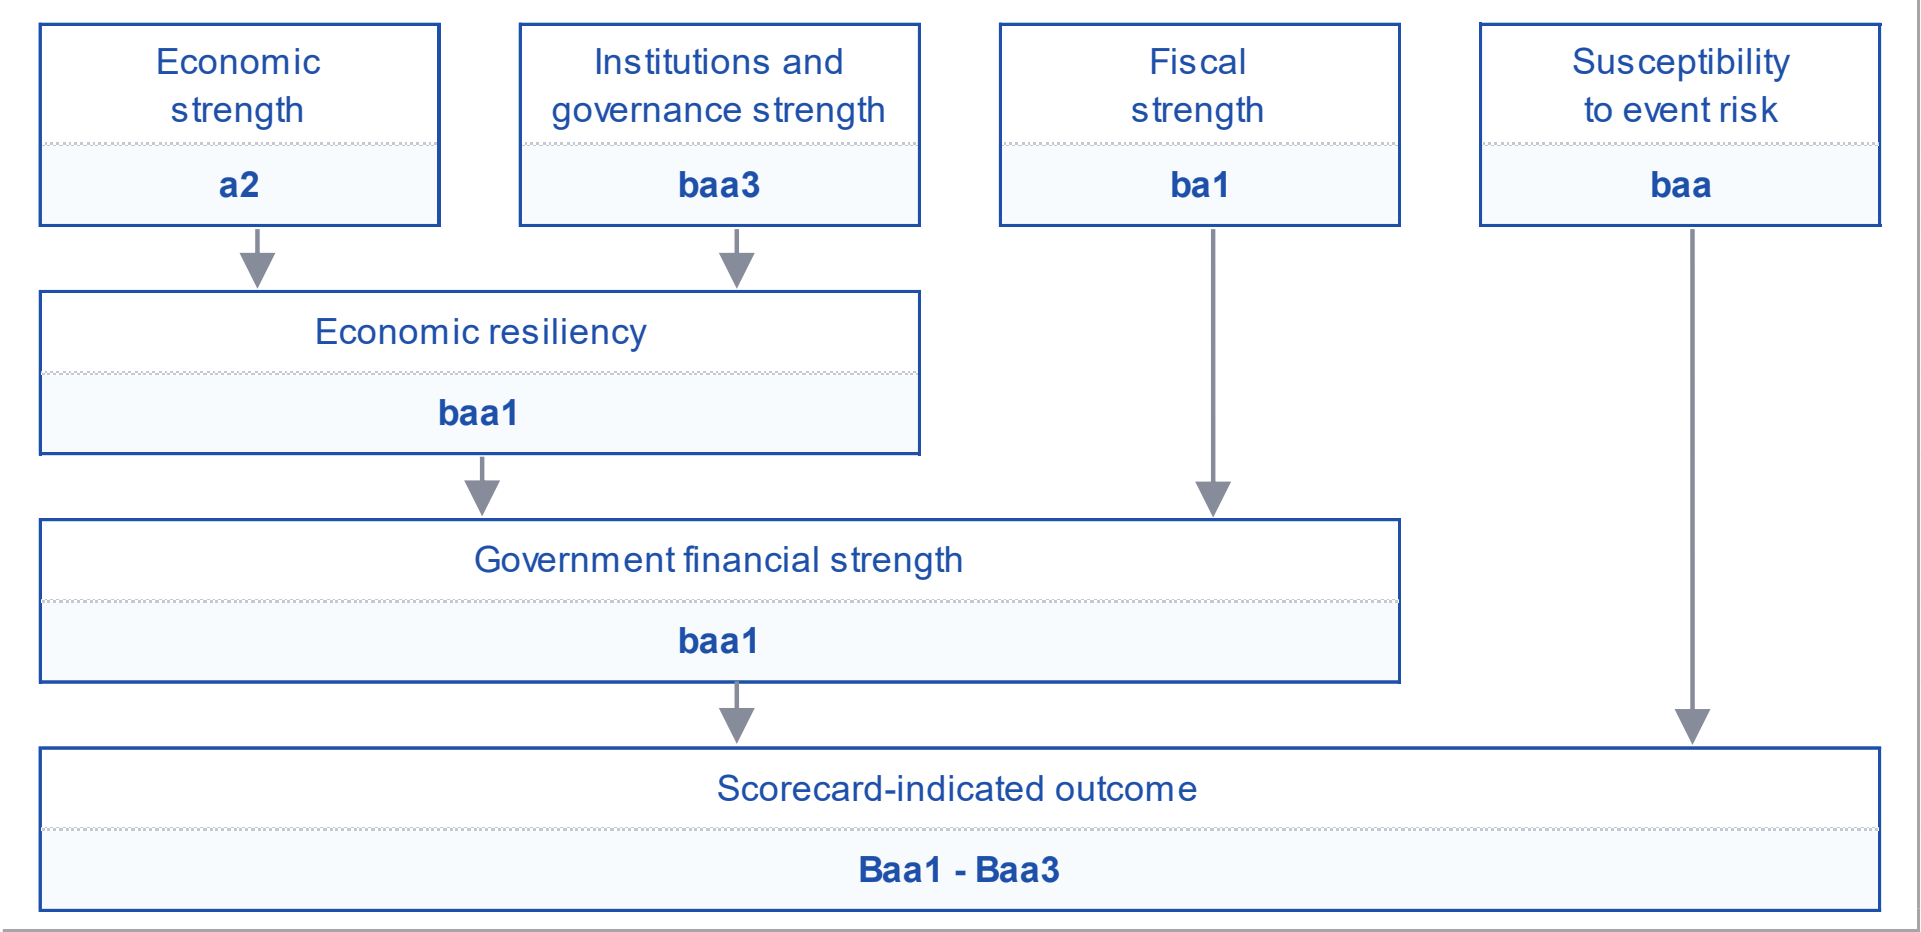 Economic
strength
a2
Institutions and
governance strength
baa3
Fiscal
strength
ba1
Susceptibility
to event risk
baa
Economic resiliency
baa1
Government financial strength
baa1
Scorecard-indicated outcome
Baa1 - Baa3